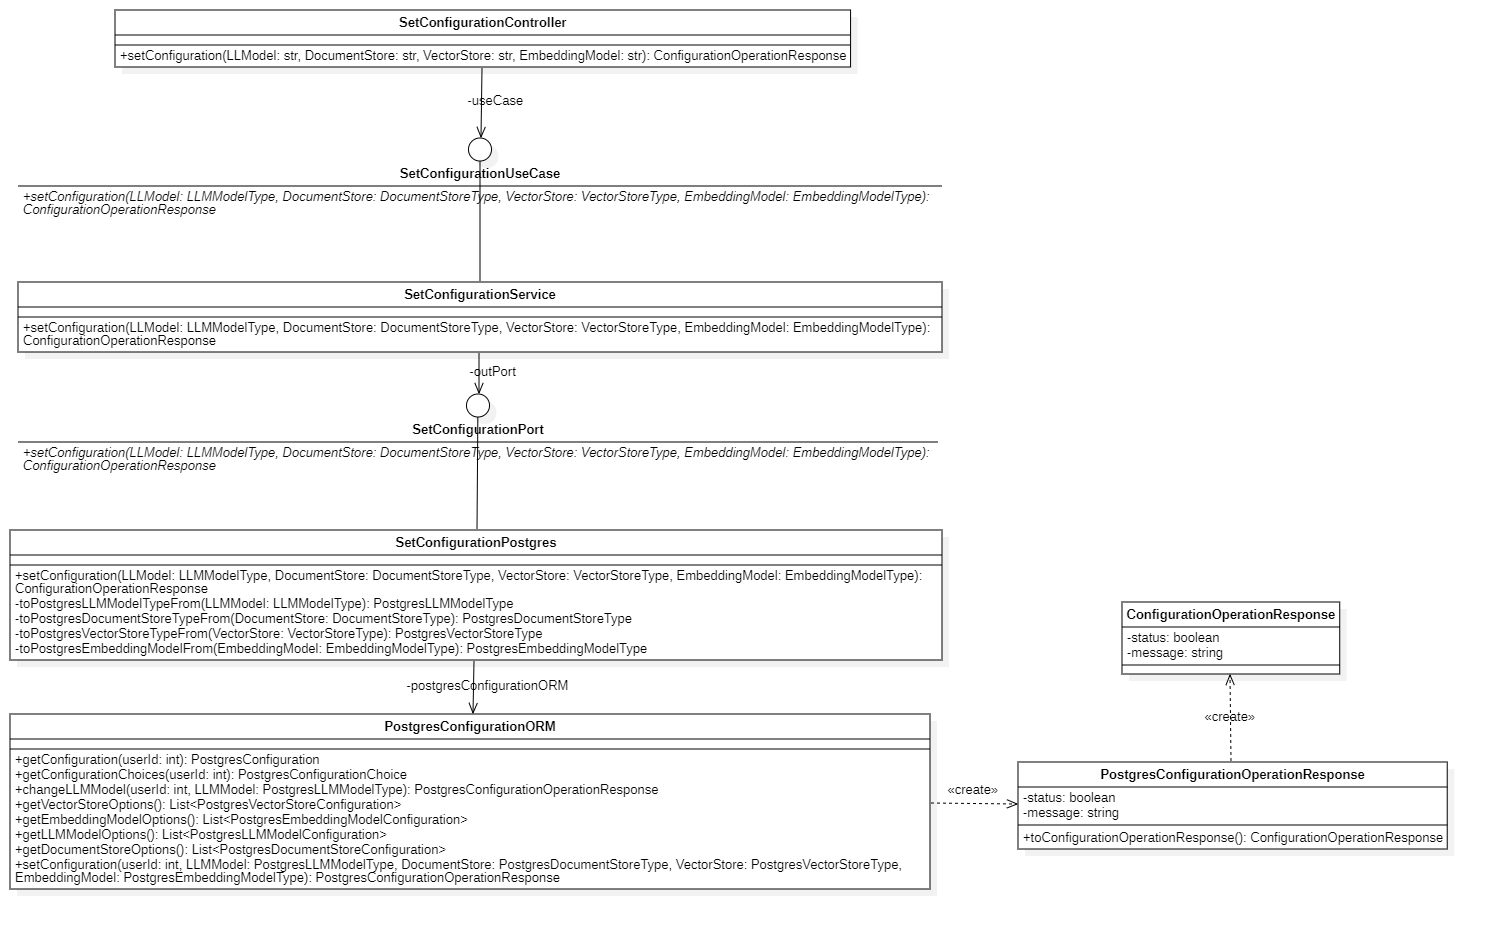 SetConfigurationController
+setConfiguration(LLModel: str, DocumentStore: str, VectorStore: str, EmbeddingModel: str): ConfigurationOperationResponse
-useCase
SetConfigurationUseCase
+setConfiguration(LLModel: LLMModelType, DocumentStore: DocumentStoreType, VectorStore: VectorStoreType, EmbeddingModel: EmbeddingModelType):
ConfigurationOperationResponse
SetConfigurationService
+setConfiguration(LLModel: LLMModelType, DocumentStore: DocumentStoreType, VectorStore: VectorStoreType, EmbeddingModel: EmbeddingModelType):
ConfigurationOperationResponse
-outPort
SetConfigurationPort
+setConfiguration(LLModel: LLMModelType, DocumentStore: DocumentStoreType, VectorStore: VectorStoreType, EmbeddingModel: EmbeddingModelType):
ConfigurationOperationResponse
SetConfigurationPostgres
+setConfiguration(LLModel: LLMModelType, DocumentStore: DocumentStoreType, VectorStore: VectorStoreType, EmbeddingModel: EmbeddingModelType):
ConfigurationOperationResponse
-toPostgresLLMModelTypeFrom(LLMModel: LLMModelType): PostgresLLMModelType
-toPostgresDocumentStoreTypeFrom(DocumentStore: DocumentStoreType): PostgresDocumentStoreType
-toPostgresVectorStoreTypeFrom(VectorStore: VectorStoreType): PostgresVectorStoreType
-toPostgresEmbeddingModelFrom(EmbeddingModel: EmbeddingModelType): PostgresEmbeddingModelType
-postgresConfigurationORM
PostgresConfigurationORM
+getConfiguration(userId: int): PostgresConfiguration
+getConfigurationChoices(userId: int): PostgresConfigurationChoice
+changeLLMModel(userId: int, LLMModel: PostgresLLMModelType): PostgresConfigurationOperationResponse
+getVectorStoreOptions(): List<PostgresVectorStoreConfiguration>
+getEmbeddingModelOptions(): List<PostgresEmbeddingModelConfiguration>
+getLLMModelOptions(): List<PostgresLLMModelConfiguration>
+getDocumentStoreOptions(): List<PostgresDocumentStoreConfiguration>
+setConfiguration(userId: int, LLMModel: PostgresLLMModelType, DocumentStore: PostgresDocumentStoreType, VectorStore: PostgresVectorStoreType,
EmbeddingModel: PostgresEmbeddingModelType): PostgresConfigurationOperationResponse
«create»
ConfigurationOperationResponse
-status: boolean
-message: string
«create»
PostgresConfigurationOperationResponse
-status: boolean
-message: string
+toConfigurationOperationResponse(): ConfigurationOperationResponse